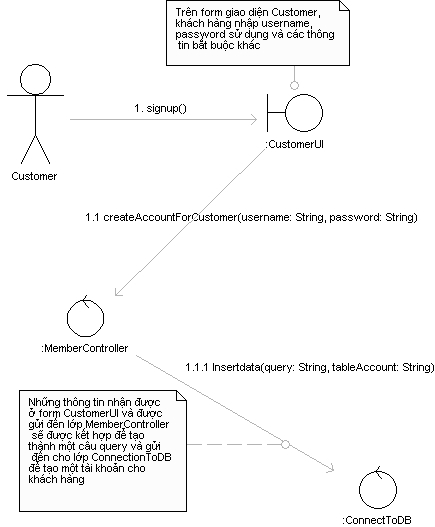 Trên form giao diện Customer,
khách hàng nhập username,
password sử dụng và các thông
tin bắt buộc khác
1. signup()
Customer
:CustomerUI
1.1 createAccountForCustomer(username: String, password: String)
:MemberController
1.1.1 Insertdata(query: String, tableAccount: String)
Những thông tin nhận được
ở form CustomerUI và được
gửi đến lớp MemberController
sẽ được kết hợp để tạo
thành một câu query và gửi
đến cho lớp ConnectionToDB
để tạo một tài khoản cho
khách hàng
:ConnectToDB